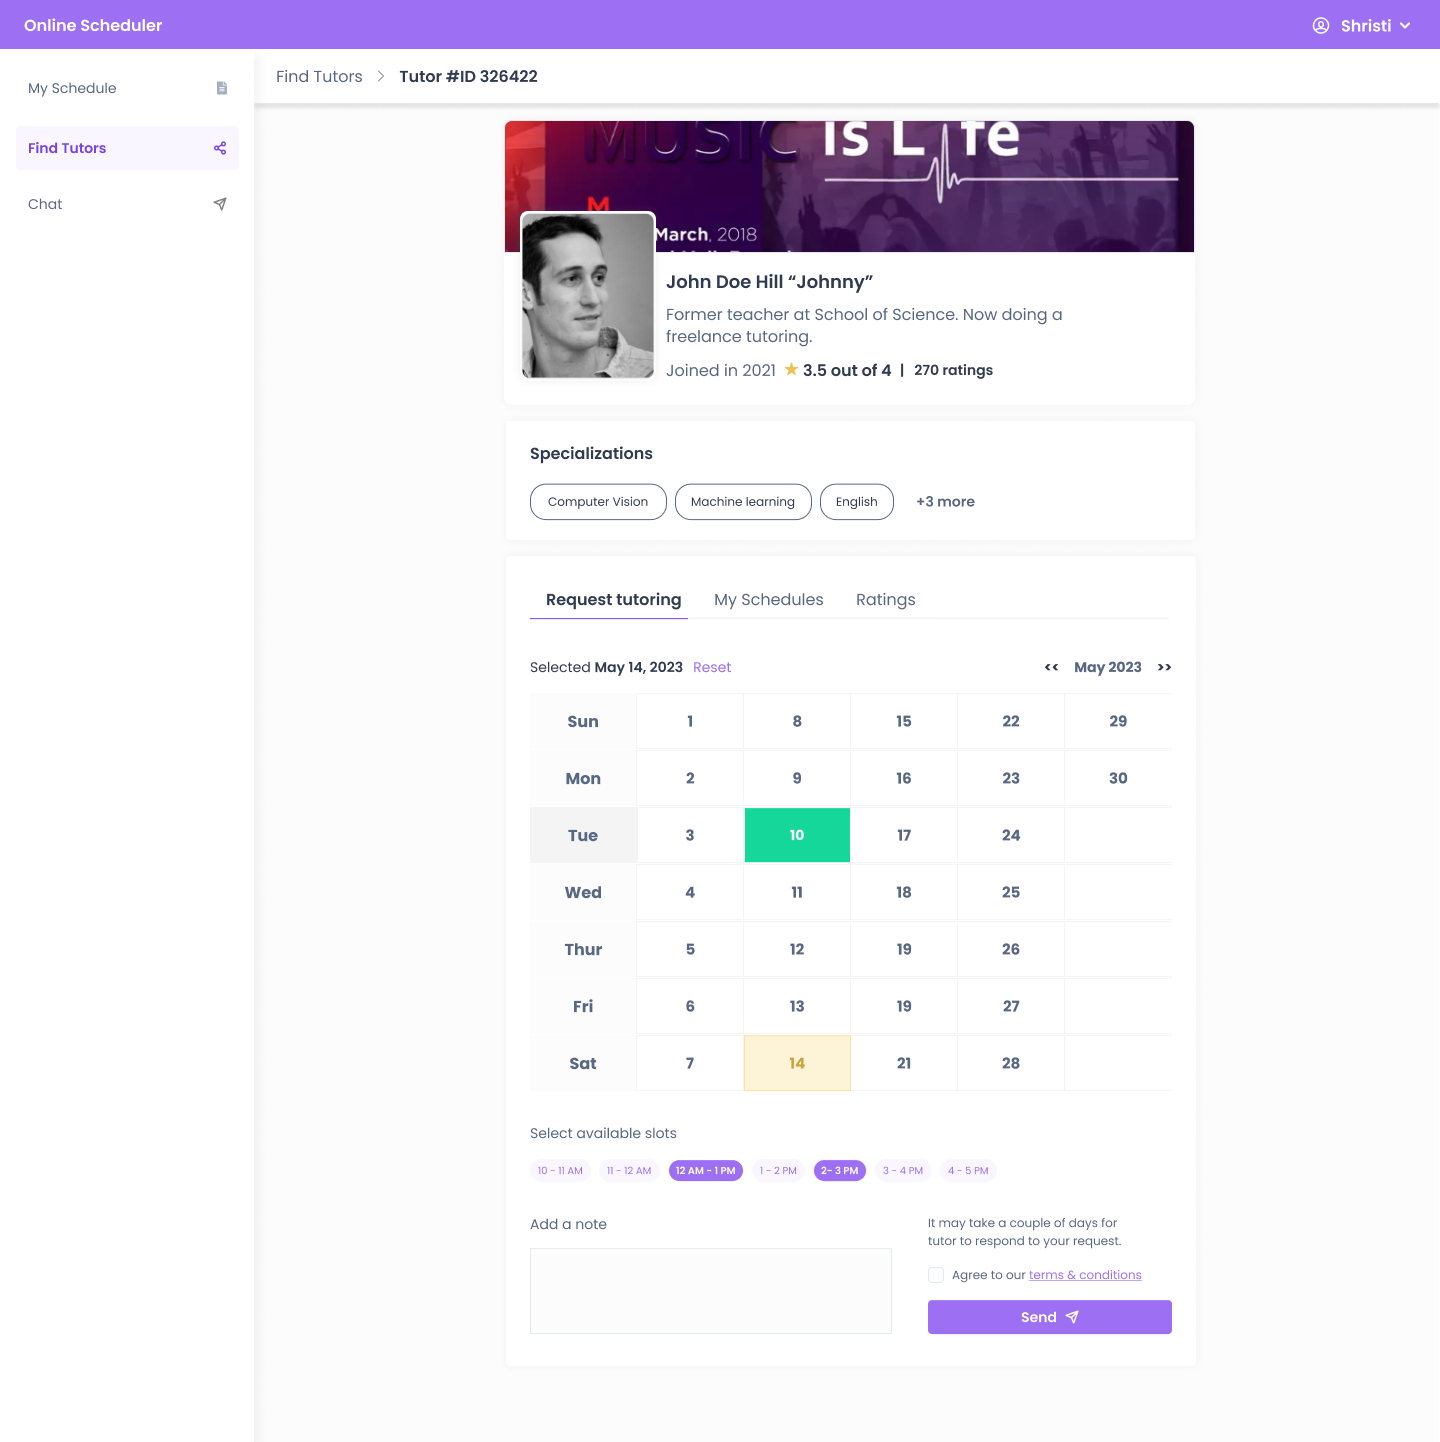 Online Scheduler
Shristi
My Schedule
Find Tutors
Chat
Find Tutors > Tutor #ID 326422
MUSIC is Life
M
March, 2018
John Doe Hill “Johnny”
Former teacher at School of Science. Now doing a
freelance tutoring.
Joined in 2021 3.5 out of 4 | 270 ratings
Specializations
Computer Vision Machine learning English +3 more
Request tutoring My Schedules Ratings
Selected May 14, 2023 Reset << May 2023 >>
Sun 1 8 15 22 29
Mon 2 9 16 23 30
Tue 3 10 17 24
Wed 4 11 18 25
Thur 5 12 19 26
Fri 6 13 19 27
Sat 7 14 21 28
Select available slots
10 - 11 AM 11 - 12 AM 12 AM - 1 PM 1 - 2 PM 2- 3 PM 3 - 4 PM 4 - 5 PM
Add a note
It may take a couple of days for
tutor to respond to your request.
Agree to our terms & conditions
Send